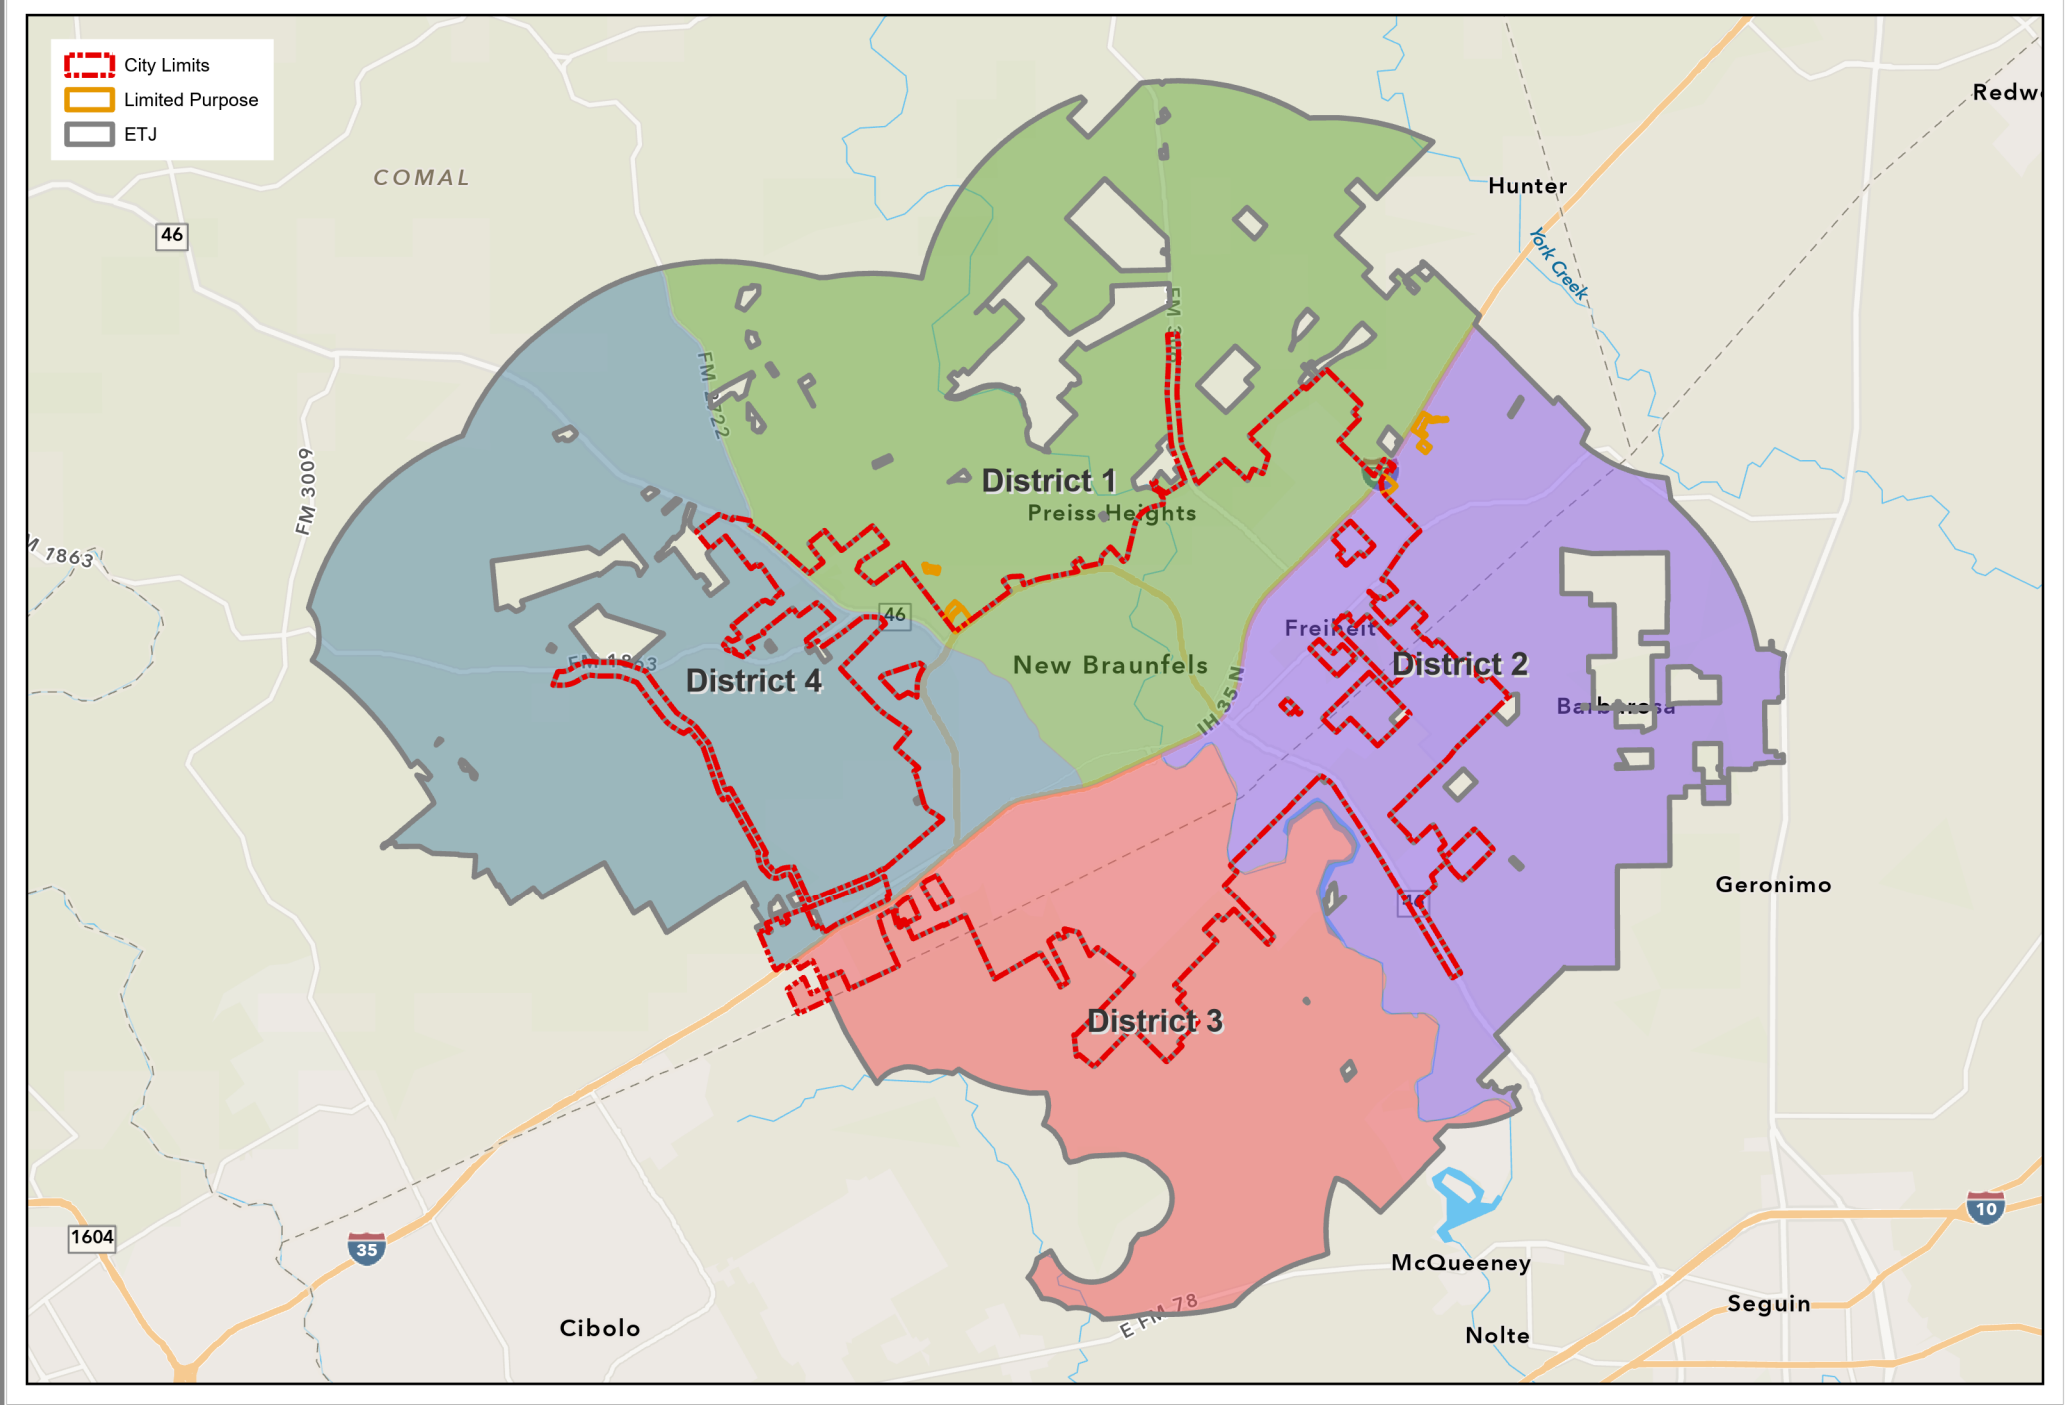 City Limits
Limited Purpose
ETJ
Redw
COMAL
Hunter
46
York Creek
FM 3009
FM 2722
M 1863
District 1
Preiss Heights
46
Freiheit
New Braunfels
District 2
FM 1863
District 4
IH 35 N
Barbarosa
Geronimo
District 3
1604
35
10
McQueeney
E FM 78
Cibolo
Seguin
Nolte